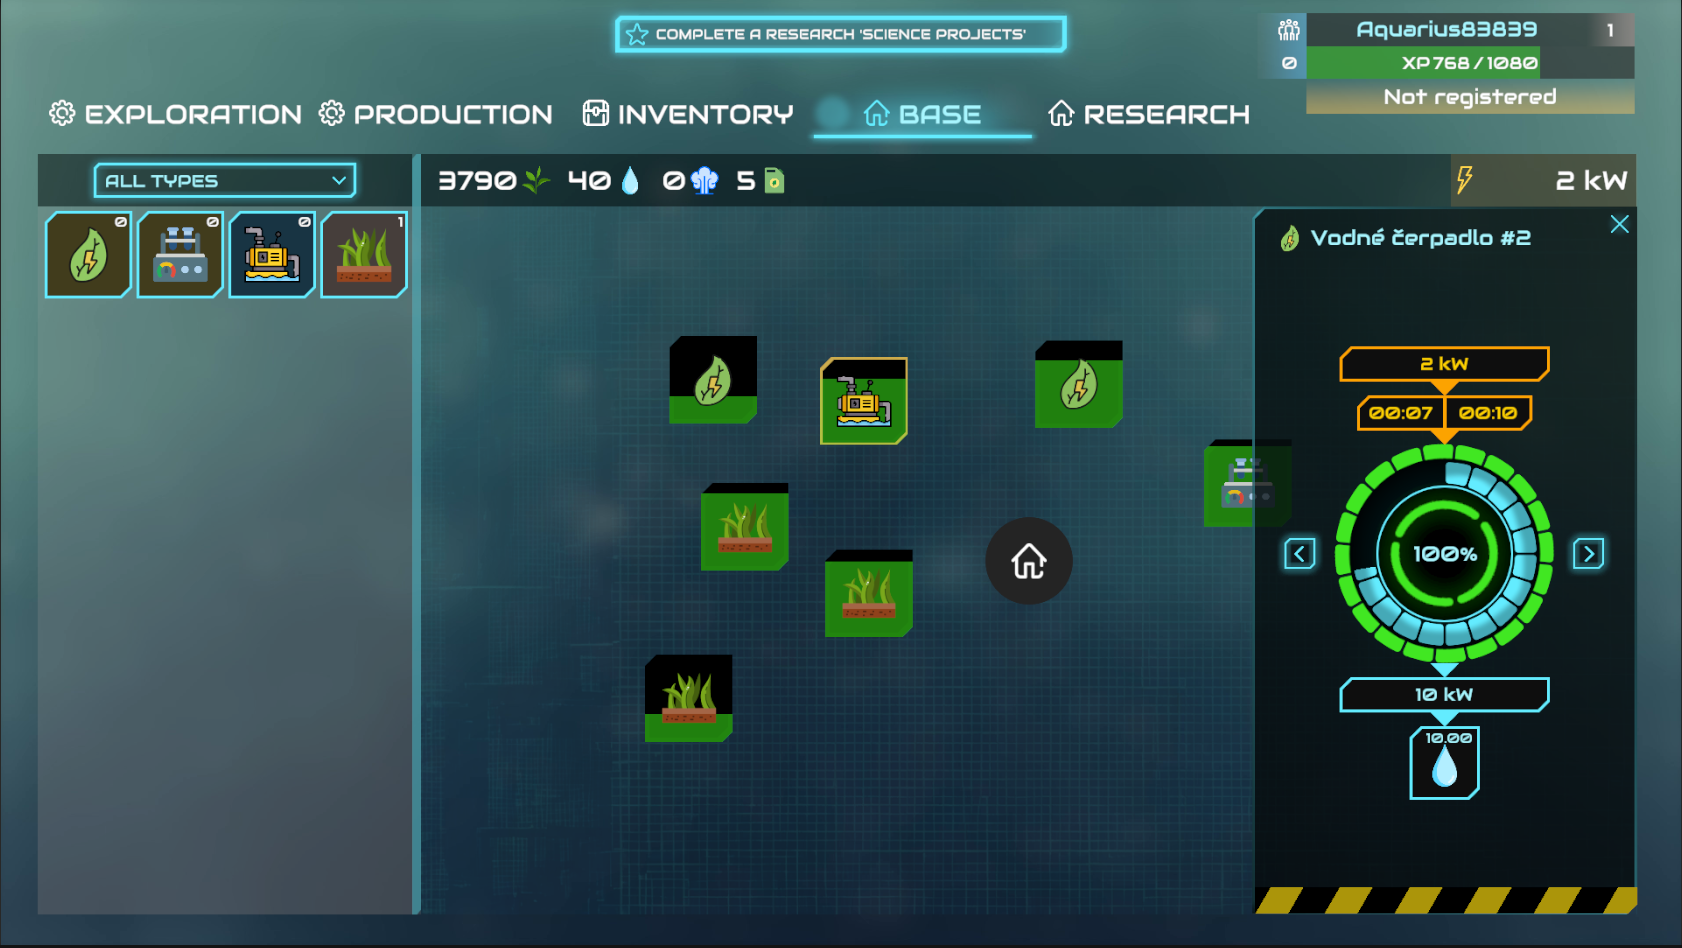 COMPLETE A RESEARCH 'SCIENCE PROJECTS'
Aquarius83839 1
0 XP 768 / 1080
Not registered
EXPLORATION PRODUCTION INVENTORY BASE RESEARCH
ALL TYPES
3790 40 0 5 2 kW
0 0 0 1
Vodné čerpadlo #2
2 kW
00:07 00:10
100%
10 kW
10.00